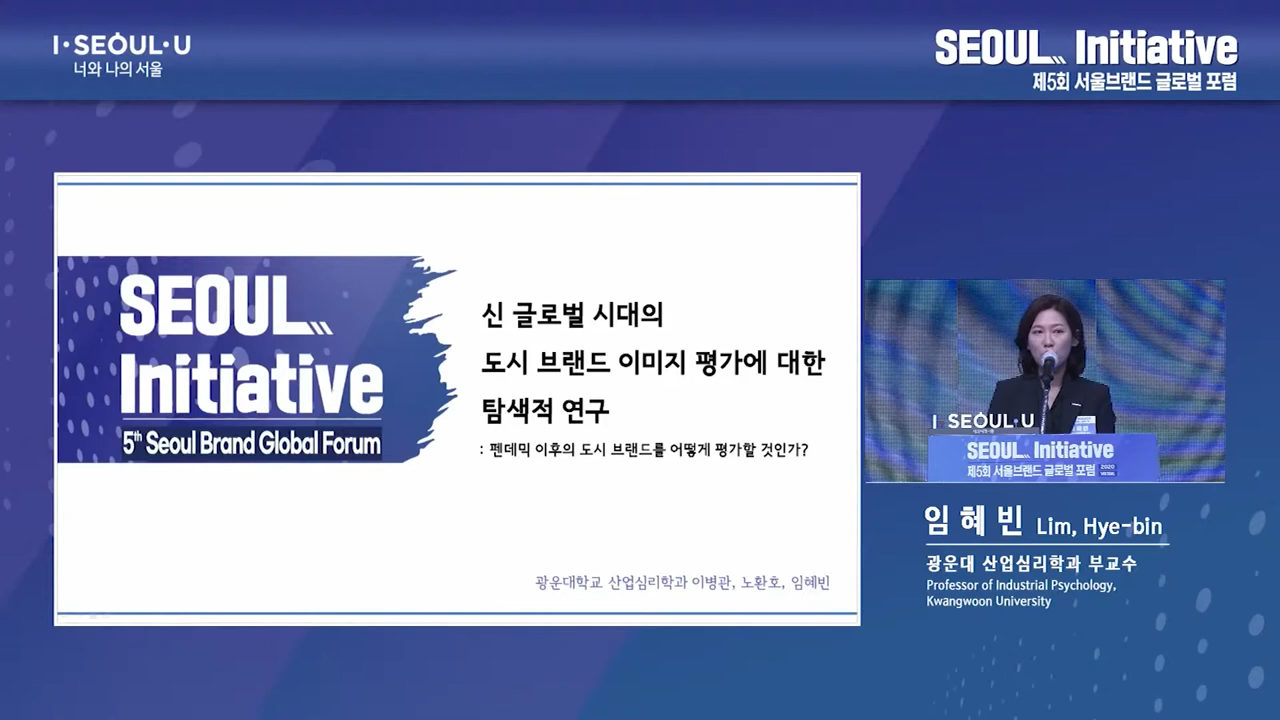 I·SEOUL·U
너와 나의 서울
SEOUL Initiative
제5회 서울브랜드 글로벌 포럼
SEOUL
Initiative
5th Seoul Brand Global Forum
신 글로벌 시대의
도시 브랜드 이미지 평가에 대한
탐색적 연구
: 펜데믹 이후의 도시 브랜드를 어떻게 평가할 것인가?
광운대학교 산업심리학과 이병관, 노환호, 임혜빈
I SEOUL·U
SEOUL Initiative
제5회 서울브랜드 글로벌 포럼 2020
임혜빈 Lim, Hye-bin
광운대 산업심리학과 부교수
Professor of Industrial Psychology,
Kwangwoon University